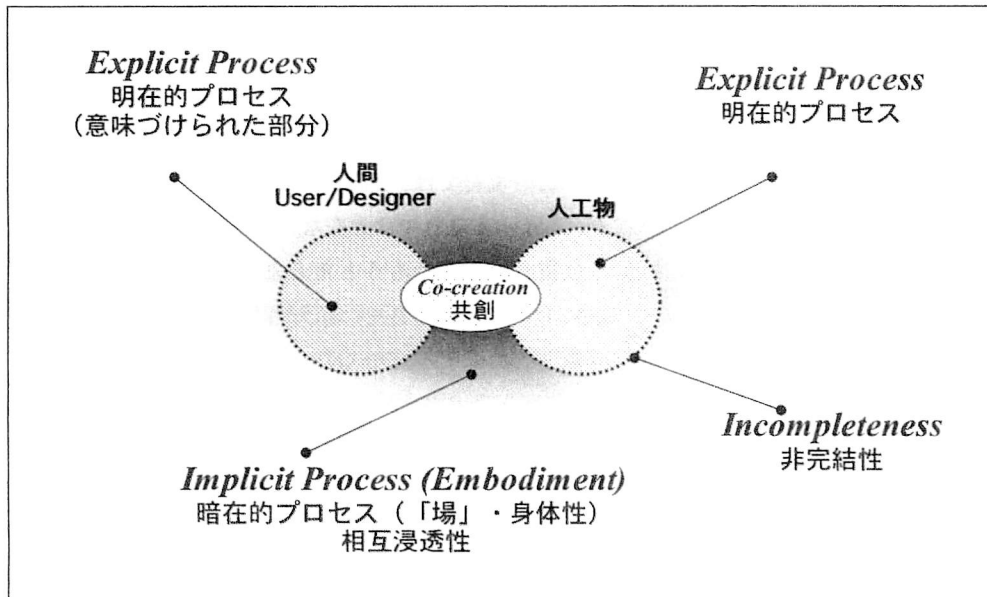 Explicit Process
明在的プロセス
（意味づけられた部分）
Explicit Process
明在的プロセス
人間
User/Designer
人工物
Co-creation
共創
Incompleteness
非完結性
Implicit Process (Embodiment)
暗在的プロセス（「場」・身体性）
相互浸透性